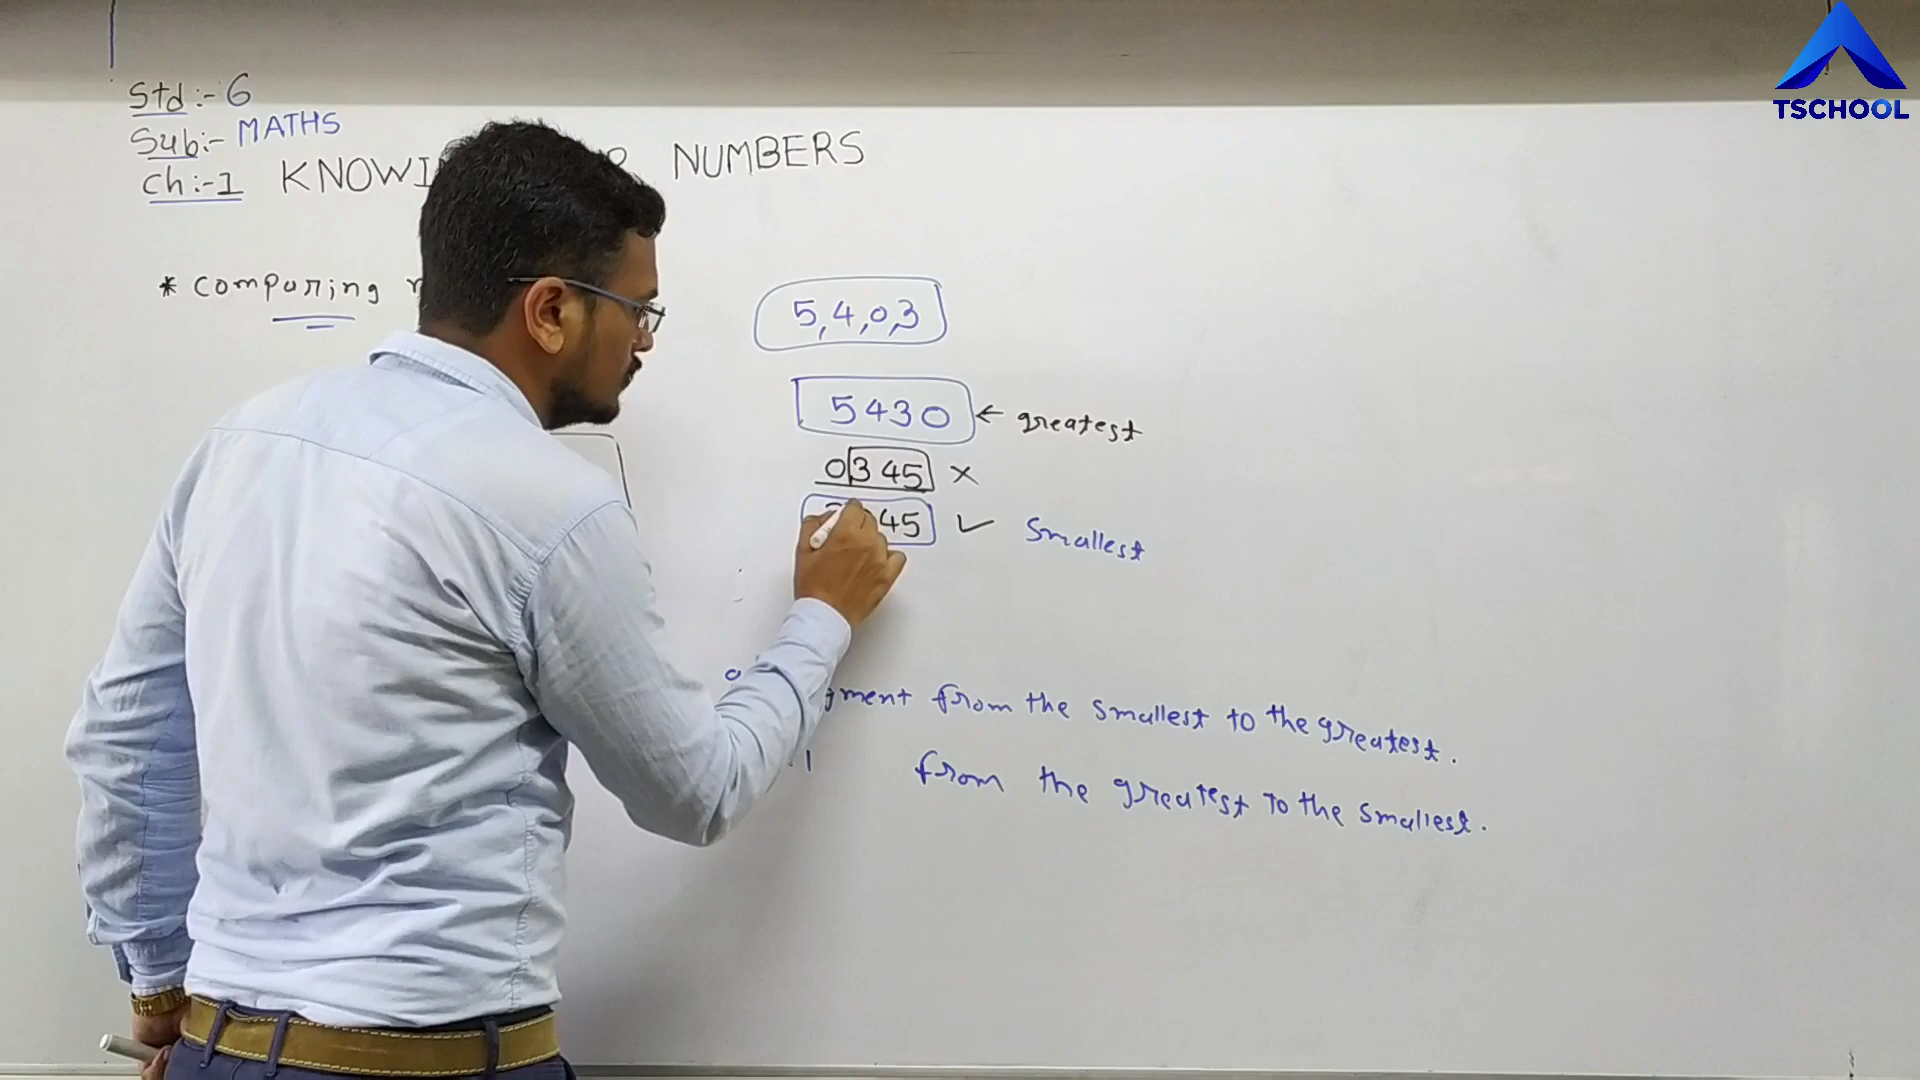 TSCHOOL
Std :- 6
Sub:- MATHS
Ch :- 1 KNOWI NUMBERS
* comparing
5,4,0,3
5430 ← greatest
0345 ×
45 ✓ Smallest
gment from the smallest to the greatest.
from the greatest to the smallest.